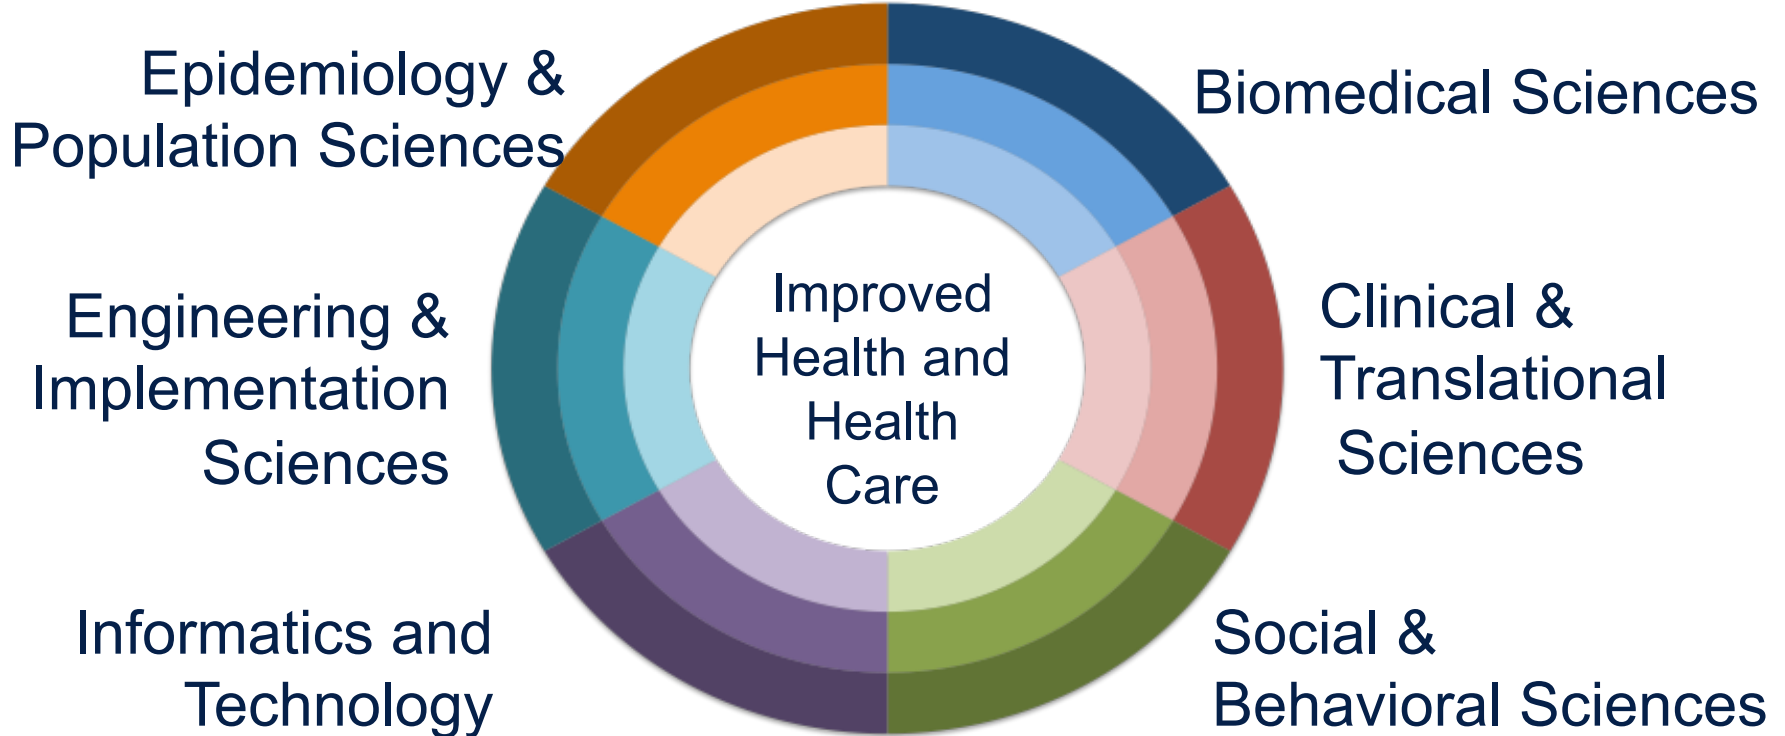 Epidemiology &
Population Sciences
Biomedical Sciences
Engineering &
Implementation
Sciences
Improved
Health and
Health
Care
Clinical &
Translational
Sciences
Informatics and
Technology
Social &
Behavioral Sciences